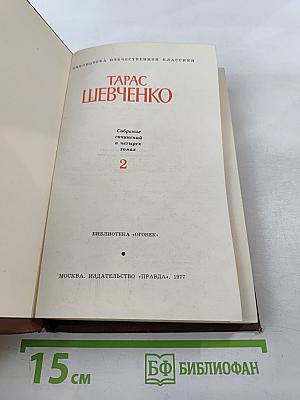 БИБЛИОТЕКА ОТЕЧЕСТВЕННОЙ КЛАССИКИ
ТАРАС
ШЕВЧЕНКО
Собрание
сочинений
в четырех
томах
2
БИБЛИОТЕКА «ОГОНЕК»
МОСКВА. ИЗДАТЕЛЬСТВО «ПРАВДА». 1977
15 СМ
БФ БИБЛИОФАН